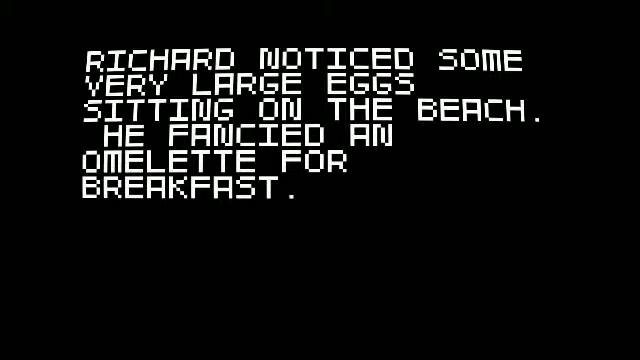 RICHARD NOTICED SOME
VERY LARGE EGGS
SITTING ON THE BEACH.
HE FANCIED AN
OMELETTE FOR
BREAKFAST.